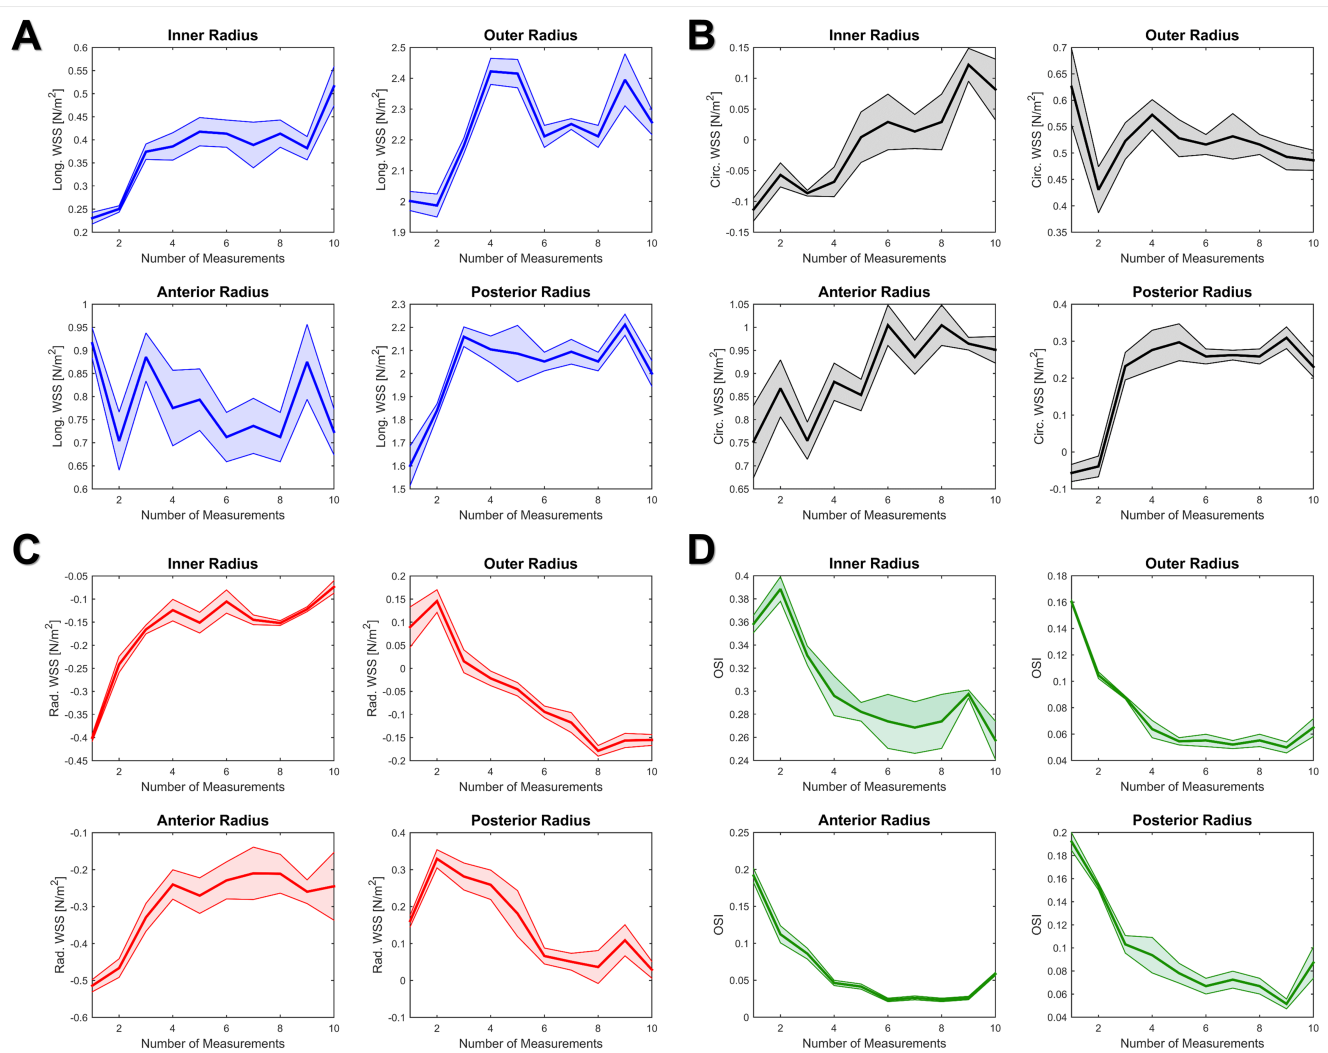 A
Inner Radius
Long. WSS [N/m²]
0.6
0.55
0.5
0.45
0.4
0.35
0.3
0.25
0.2
2 4 6 8 10
Number of Measurements
Outer Radius
Long. WSS [N/m²]
2.5
2.4
2.3
2.2
2.1
2
1.9
2 4 6 8 10
Number of Measurements
Anterior Radius
Long. WSS [N/m²]
1
0.95
0.9
0.85
0.8
0.75
0.7
0.65
0.6
2 4 6 8 10
Number of Measurements
Posterior Radius
Long. WSS [N/m²]
2.3
2.2
2.1
2
1.9
1.8
1.7
1.6
1.5
2 4 6 8 10
Number of Measurements
B
Inner Radius
Circ. WSS [N/m²]
0.15
0.1
0.05
0
-0.05
-0.1
-0.15
2 4 6 8 10
Number of Measurements
Outer Radius
Circ. WSS [N/m²]
0.7
0.65
0.6
0.55
0.5
0.45
0.4
0.35
2 4 6 8 10
Number of Measurements
Anterior Radius
Circ. WSS [N/m²]
1.05
1
0.95
0.9
0.85
0.8
0.75
0.7
0.65
2 4 6 8 10
Number of Measurements
Posterior Radius
Circ. WSS [N/m²]
0.4
0.3
0.2
0.1
0
-0.1
2 4 6 8 10
Number of Measurements
C
Inner Radius
Rad. WSS [N/m²]
-0.05
-0.1
-0.15
-0.2
-0.25
-0.3
-0.35
-0.4
-0.45
2 4 6 8 10
Number of Measurements
Outer Radius
Rad. WSS [N/m²]
0.2
0.15
0.1
0.05
0
-0.05
-0.1
-0.15
-0.2
2 4 6 8 10
Number of Measurements
Anterior Radius
Rad. WSS [N/m²]
-0.1
-0.2
-0.3
-0.4
-0.5
-0.6
2 4 6 8 10
Number of Measurements
Posterior Radius
Rad. WSS [N/m²]
0.4
0.3
0.2
0.1
0
-0.1
2 4 6 8 10
Number of Measurements
D
Inner Radius
OSI
0.4
0.38
0.36
0.34
0.32
0.3
0.28
0.26
0.24
2 4 6 8 10
Number of Measurements
Outer Radius
OSI
0.18
0.16
0.14
0.12
0.1
0.08
0.06
0.04
2 4 6 8 10
Number of Measurements
Anterior Radius
OSI
0.25
0.2
0.15
0.1
0.05
0
2 4 6 8 10
Number of Measurements
Posterior Radius
OSI
0.2
0.18
0.16
0.14
0.12
0.1
0.08
0.06
0.04
2 4 6 8 10
Number of Measurements